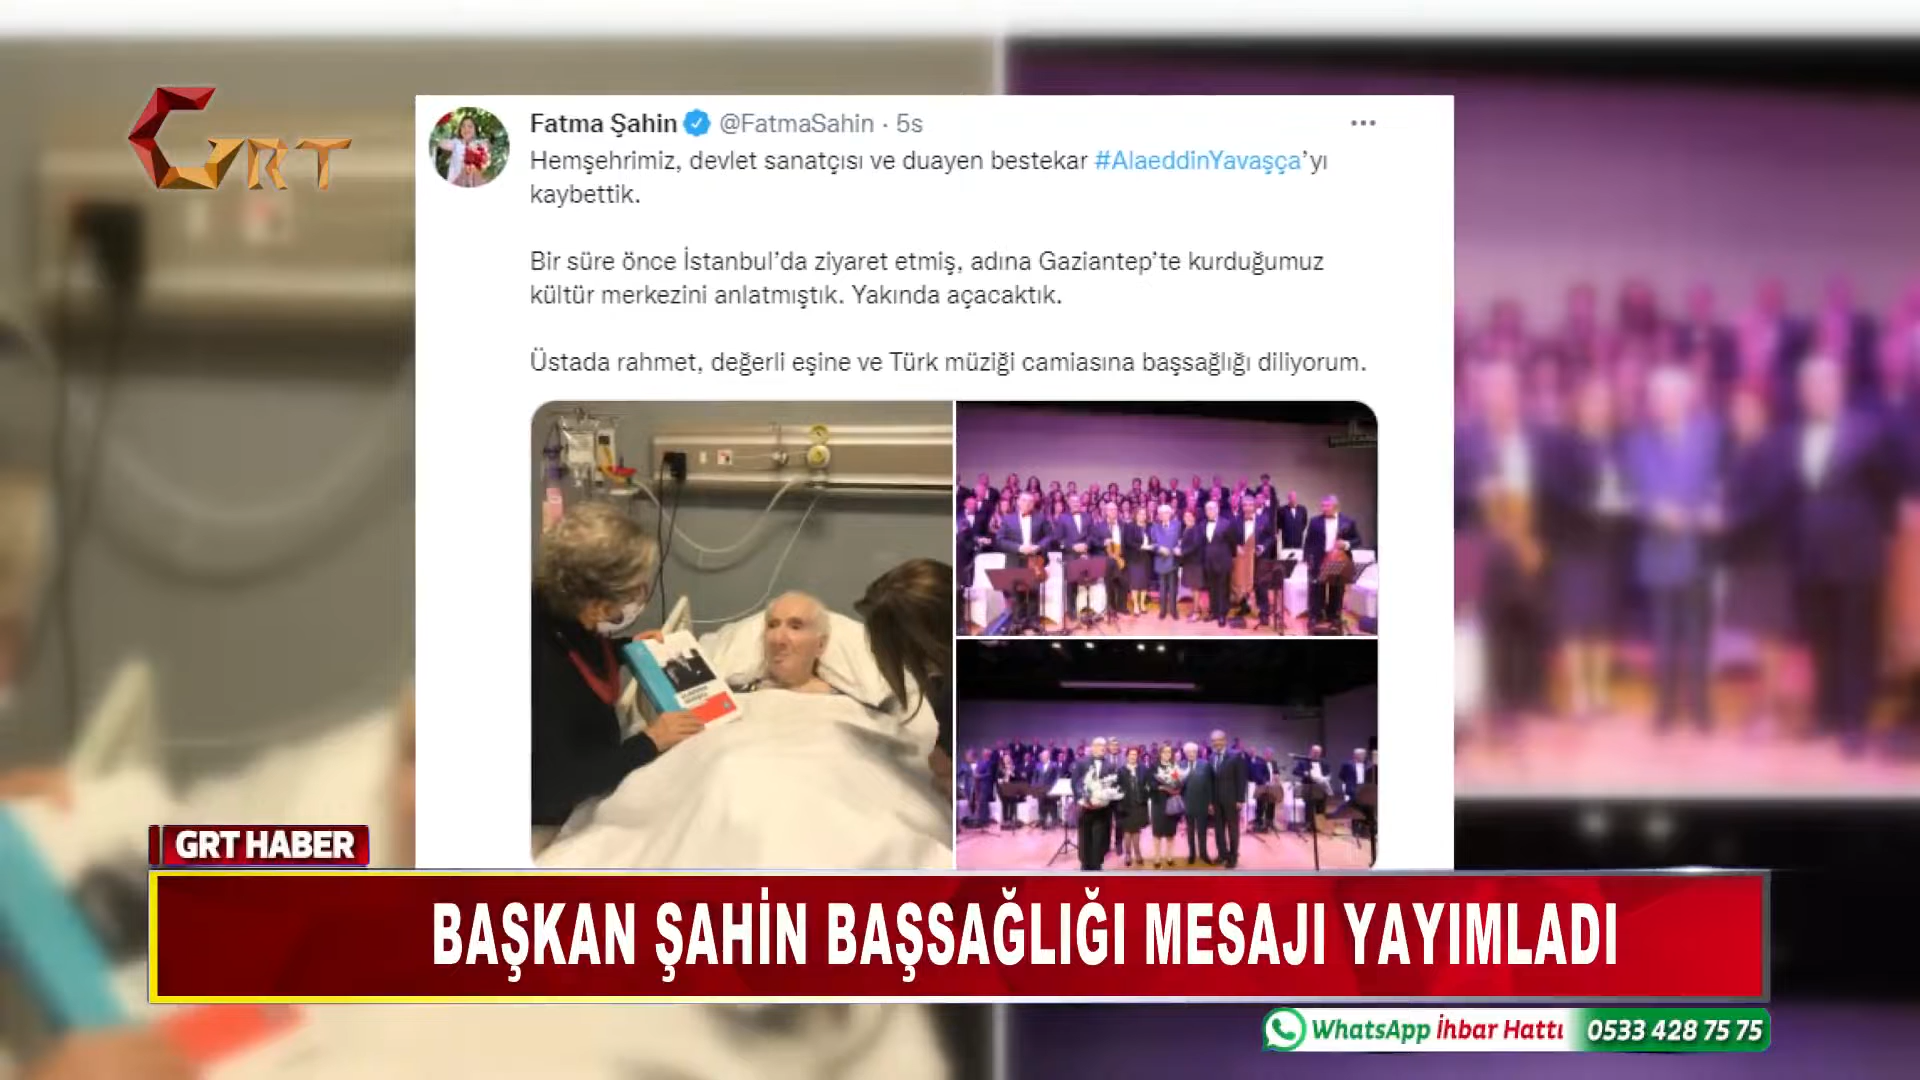 GRT
Fatma Şahin @FatmaSahin · 5s
Hemşehrimiz, devlet sanatçısı ve duayen bestekar #AlaeddinYavaşça’yı
kaybettik.
Bir süre önce İstanbul’da ziyaret etmiş, adına Gaziantep’te kurduğumuz
kültür merkezini anlatmıştık. Yakında açacaktık.
Üstada rahmet, değerli eşine ve Türk müziği camiasına başsağlığı diliyorum.
GRT HABER
BAŞKAN ŞAHİN BAŞSAĞLIĞI MESAJI YAYIMLADI
WhatsApp İhbar Hattı 0533 428 75 75